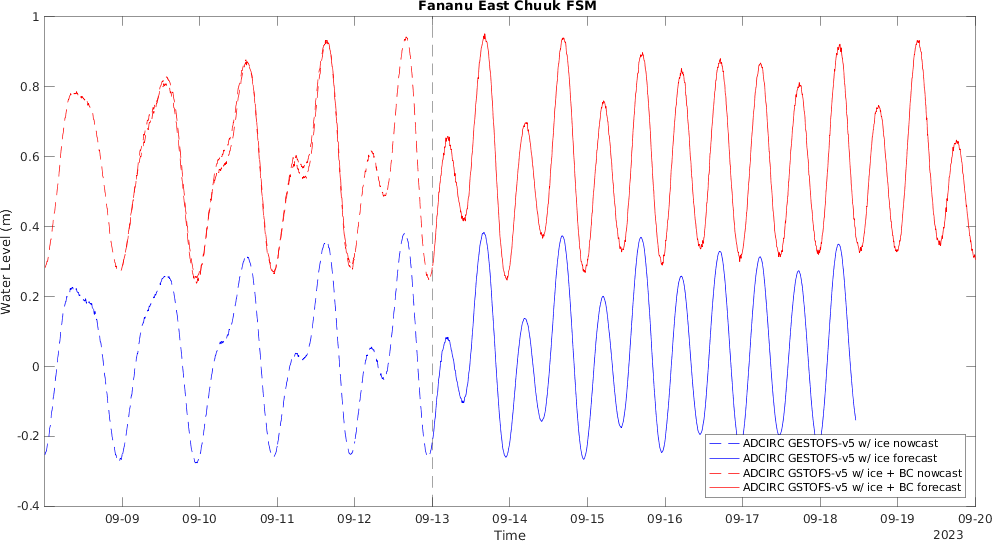 Fananu East Chuuk FSM
1
0.8
0.6
0.4
0.2
0
-0.2
-0.4
Water Level (m)
ADCIRC GESTOFS-v5 w/ ice nowcast
ADCIRC GESTOFS-v5 w/ ice forecast
ADCIRC GSTOFS-v5 w/ ice + BC nowcast
ADCIRC GSTOFS-v5 w/ ice + BC forecast
09-09 09-10 09-11 09-12 09-13 09-14 09-15 09-16 09-17 09-18 09-19 09-20
Time
2023